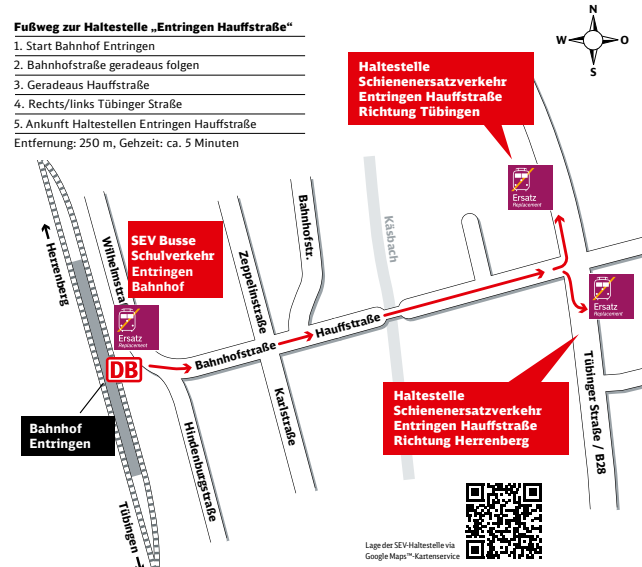 Fußweg zur Haltestelle „Entringen Hauffstraße“
1. Start Bahnhof Entringen
2. Bahnhofstraße geradeaus folgen
3. Geradeaus Hauffstraße
4. Rechts/links Tübinger Straße
5. Ankunft Haltestellen Entringen Hauffstraße
Entfernung: 250 m, Gehzeit: ca. 5 Minuten
N
W
O
S
Haltestelle
Schienenersatzverkehr
Entringen Hauffstraße
Richtung Tübingen
Ersatz
Replacement
Herrenberg
Wilhelmstraße
SEV Busse
Schulverkehr
Entringen
Bahnhof
Zeppelinstraße
Bahnhofstr.
Käsbach
Ersatz
Replacement
Ersatz
Replacement
DB
Bahnhofstraße
Hauffstraße
Bahnhof
Entringen
Hindenburgstraße
Karlstraße
Haltestelle
Schienenersatzverkehr
Entringen Hauffstraße
Richtung Herrenberg
Tübinger Straße / B28
Tübingen
Lage der SEV-Haltestelle via
Google Maps™-Kartenservice